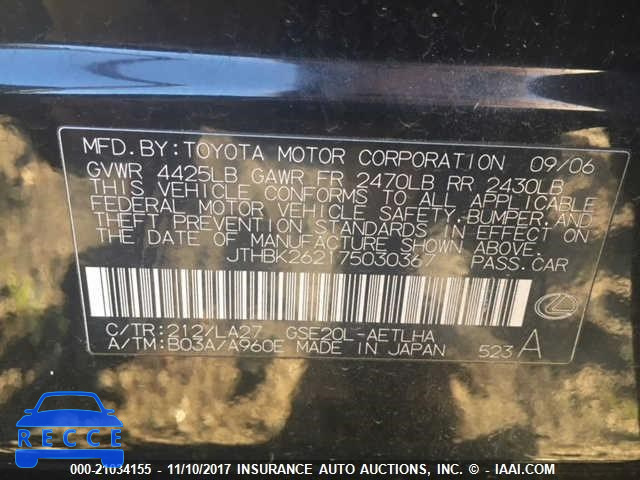 MFD. BY: TOYOTA MOTOR CORPORATION 09/06
GVWR 4425LB GAWR FR 2470LB RR 2430LB
THIS VEHICLE CONFORMS TO ALL APPLICABLE
FEDERAL MOTOR VEHICLE SAFETY, BUMPER, AND
THEFT PREVENTION STANDARDS IN EFFECT ON
THE DATE OF MANUFACTURE SHOWN ABOVE.
JTHBK262175030367 PASS. CAR
C/TR: 212/LA27 GSE20L-AETLHA
A/TM: B03A/A960E MADE IN JAPAN 523 A
RECCE
000-21034155 - 11/10/2017 - INSURANCE AUTO AUCTIONS, INC. © - IAAI.COM